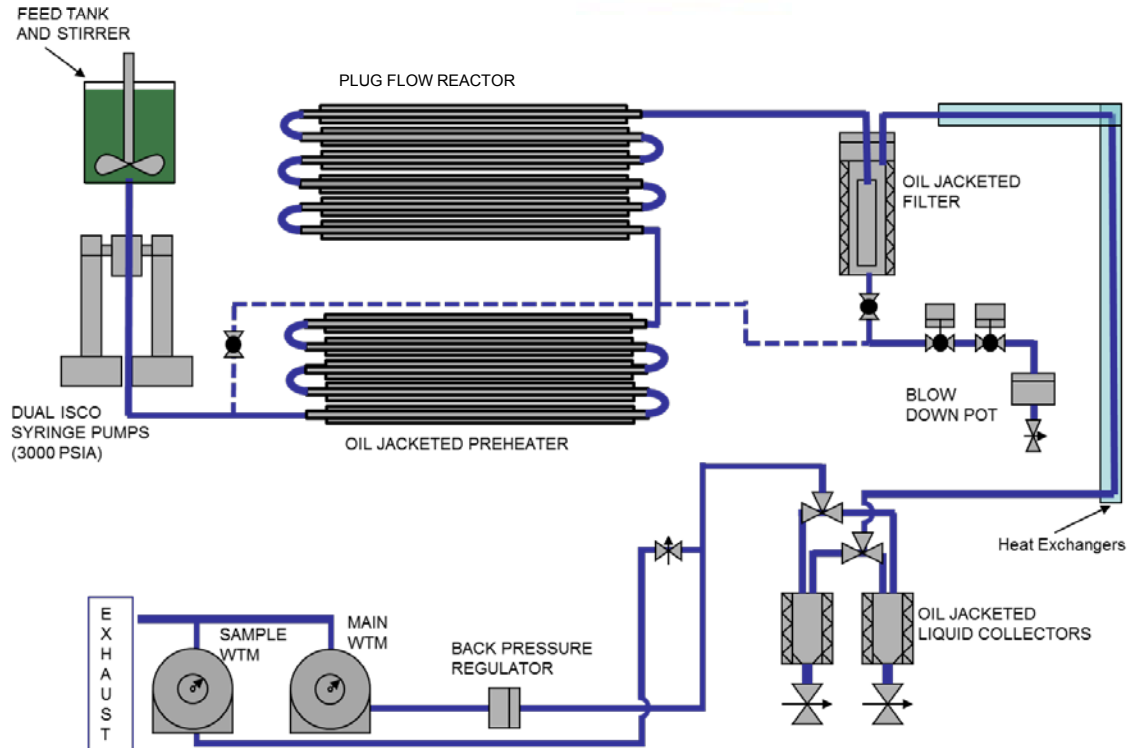 FEED TANK
AND STIRRER
PLUG FLOW REACTOR
OIL JACKETED
FILTER
DUAL ISCO
SYRINGE PUMPS
(3000 PSIA)
OIL JACKETED PREHEATER
BLOW
DOWN POT
Heat Exchangers
EXHAUST
SAMPLE
WTM
MAIN
WTM
BACK PRESSURE
REGULATOR
OIL JACKETED
LIQUID COLLECTORS